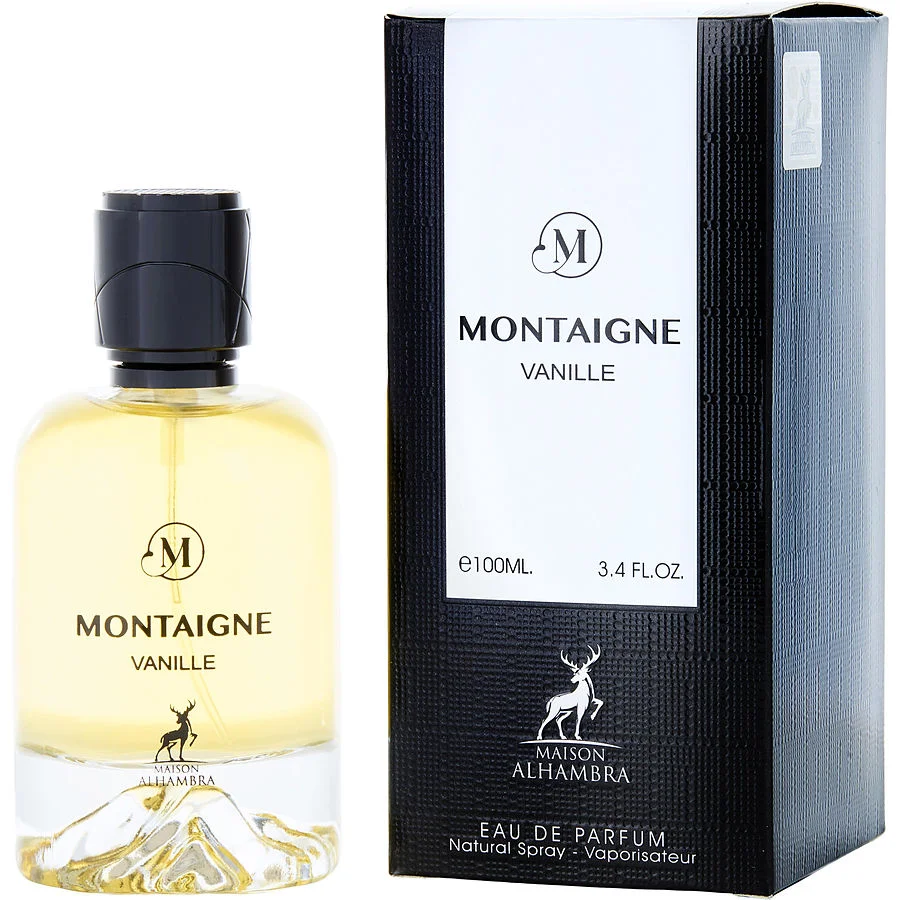 M
MONTAIGNE
VANILLE
MAISON
ALHAMBRA
M
MONTAIGNE
VANILLE
e100ML.
3.4 FL.OZ.
MAISON
ALHAMBRA
EAU DE PARFUM
Natural Spray - Vaporisateur